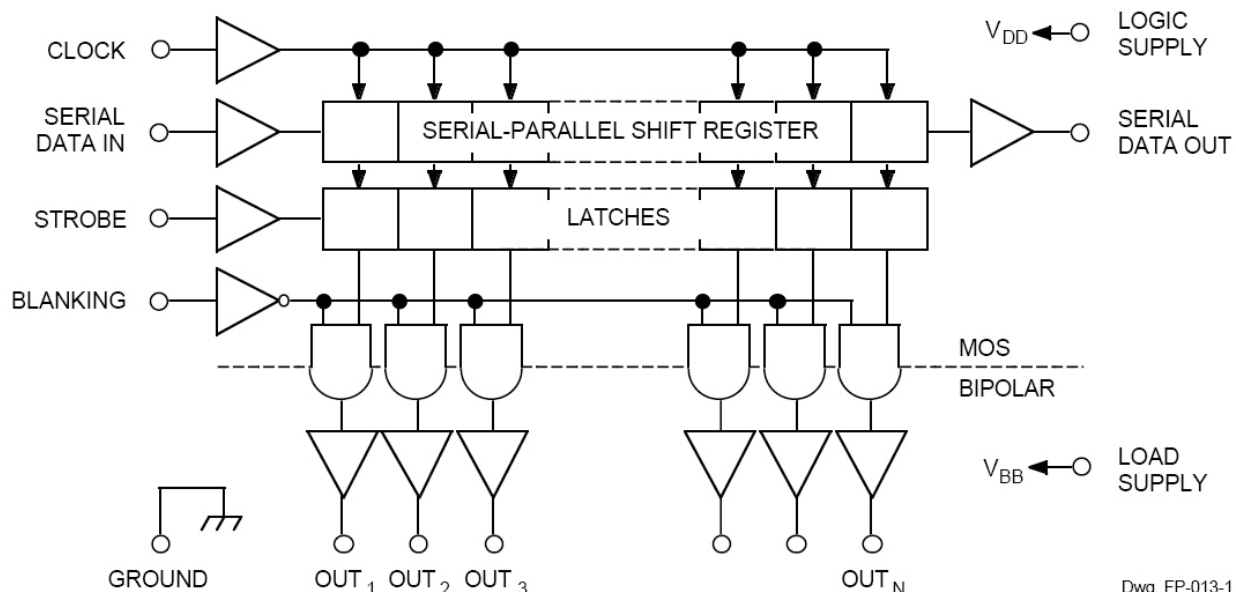 CLOCK
SERIAL
DATA IN
STROBE
BLANKING
SERIAL-PARALLEL SHIFT REGISTER
LATCHES
V_DD
LOGIC
SUPPLY
SERIAL
DATA OUT
MOS
BIPOLAR
V_BB
LOAD
SUPPLY
GROUND
OUT_1 OUT_2 OUT_3
OUT_N
Dwg. FP-013-1